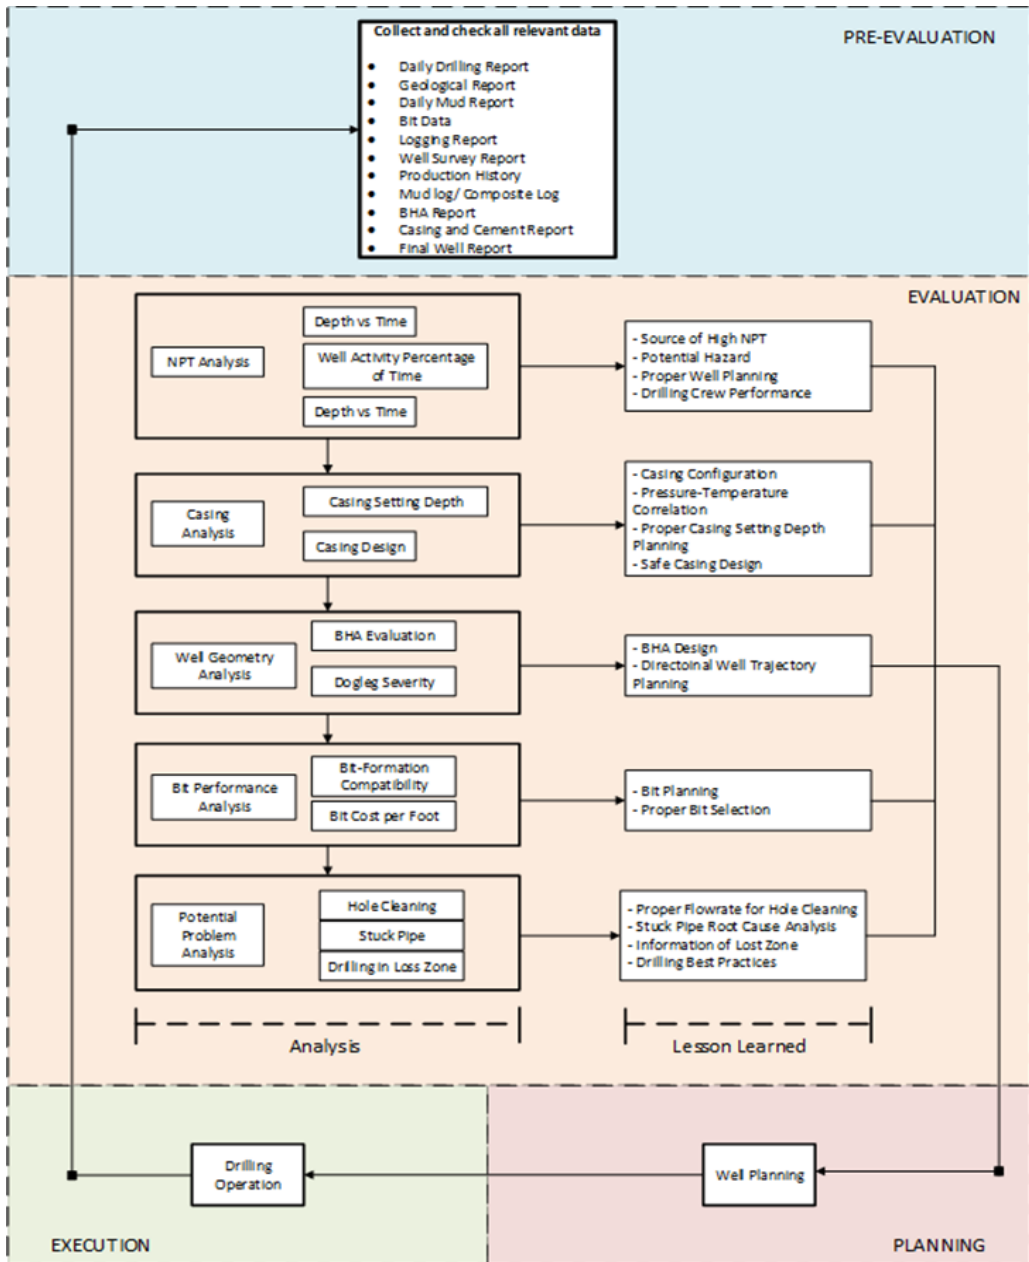 PRE-EVALUATION
Collect and check all relevant data
● Daily Drilling Report
● Geological Report
● Daily Mud Report
● Bit Data
● Logging Report
● Well Survey Report
● Production History
● Mud log/ Composite Log
● BHA Report
● Casing and Cement Report
● Final Well Report
EVALUATION
NPT Analysis
Depth vs Time
Well Activity Percentage
of Time
Depth vs Time
- Source of High NPT
- Potential Hazard
- Proper Well Planning
- Drilling Crew Performance
Casing
Analysis
Casing Setting Depth
Casing Design
- Casing Configuration
- Pressure-Temperature
Correlation
- Proper Casing Setting Depth
Planning
- Safe Casing Design
Well Geometry
Analysis
BHA Evaluation
Dogleg Severity
- BHA Design
- Directoinal Well Trajectory
Planning
Bit Performance
Analysis
Bit-Formation
Compatibility
Bit Cost per Foot
- Bit Planning
- Proper Bit Selection
Potential
Problem
Analysis
Hole Cleaning
Stuck Pipe
Drilling in Loss Zone
- Proper Flowrate for Hole Cleaning
- Stuck Pipe Root Cause Analysis
- Information of Lost Zone
- Drilling Best Practices
Analysis
Lesson Learned
Drilling
Operation
Well Planning
EXECUTION
PLANNING